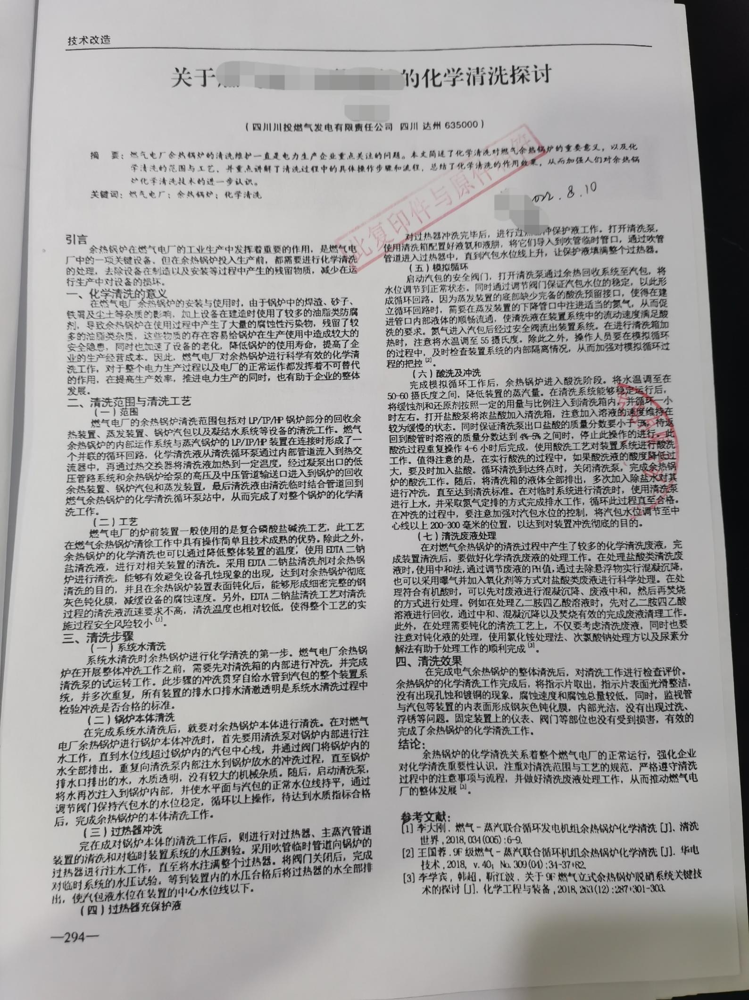 技术改造
关于
的化学清洗探讨
(四川川投燃气发电有限责任公司 四川 达州 635000)
摘 要：燃气电厂余热锅炉的清洗维护一直是电力生产企业重点关注的问题。本文简述了化学清洗对燃气余热锅炉的重要意义，以及化
学清洗的范围与工艺，并重点讲解了清洗过程中的具体操作步骤和流程，总结了化学清洗的作用效果，从而加强人们对余热锅
炉化学清洗技术的进一步认识。
关键词：燃气电厂；余热锅炉；化学清洗
此复印件与原件相符
8.10
引言
余热锅炉在燃气电厂的工业生产中发挥着重要的作用，是燃气电
厂中的一项关键设备。但在余热锅炉投入生产前，都需要进行化学清洗
的处理，去除设备在制造以及安装等过程中产生的残留物质，减少在运
行生产中对设备的损坏。
一、化学清洗的意义
在燃气电厂余热锅炉的安装与使用时，由于锅炉中的焊渣、砂子、
铁屑及尘土等杂质的影响，加上设备在建造时使用了较多的油脂类防腐
剂，导致余热锅炉在使用过程中产生了大量的腐蚀性污染物，残留了较
多的油脂类杂质，这些物质的存在容易给锅炉在生产使用中造成较大的
安全隐患，同时也加速了设备的老化，降低锅炉的使用寿命，提高了企
业的生产经营成本。因此，燃气电厂对余热锅炉进行科学有效的化学清
洗工作，对于整个电力生产过程以及电厂的正常运作都发挥着不可替代
的作用，在提高生产效率，推进电力生产的同时，也有助于企业的整体
发展。
二、清洗范围与清洗工艺
(一)范围
燃气电厂的余热锅炉清洗范围包括对 LP/IP/HP 锅炉部分的回收余
热装置、蒸发装置、锅炉汽包以及凝结水系统等设备的清洗工作。燃气
余热锅炉的内部运作系统与蒸汽锅炉的 LP/IP/HP 装置在连接时形成了一
个并联的循环回路，化学清洗液从清洗循环泵通过内部管道流入到热交
流器中，再通过热交换器将清洗液加热到一定温度，经过凝泵出口的低
压管路系统和余热锅炉给泵的高压及中压管道输送口进入到锅炉的回收
余热装置、锅炉汽包和蒸发装置，最后清洗液由清洗临时结合管道回到
燃气余热锅炉的化学清洗循环泵站中，从而完成了对整个锅炉的化学清
洗工作。
(二)工艺
燃气电厂的炉前装置一般使用的是复合磷酸盐碱洗工艺，此工艺
在燃气余热锅炉清徐工作中具有操作简单且技术成熟的优势。除此之外，
余热锅炉的化学清洗也可以通过降低整体装置的温度；使用 EDTA 二钠
盐清洗液，进行对相关装置的清洗。采用 EDTA 二钠盐清洗剂对余热锅
炉进行清洗，能够有效避免设备孔蚀现象的出现，达到对余热锅炉彻底
清洗的目的，并且在余热锅炉装置表面钝化后，能够形成细密完整的钢
灰色钝化膜，减缓设备的腐蚀速度。另外，EDTA 二钠盐清洗工艺对清洗
过程的清洗液流速要求不高，清洗温度也相对较低，使得整个工艺的实
施过程安全风险较小[1]。
三、清洗步骤
(一)系统水清洗
系统水清洗时余热锅炉进行化学清洗的第一步。燃气电厂余热锅
炉在开展整体冲洗工作之前，需要先对清洗箱的内部进行冲洗，并完成
清洗泵的试运转工作。此步骤的冲洗贯穿自给水管到汽包的整个装置系
统，并多次重复，所有装置的排水口排水清澈透明是系统水清洗过程中
检验冲洗是否合格的标准。
(二)锅炉本体清洗
在完成系统水清洗后，就要对余热锅炉本体进行清洗。在对燃气
电厂余热锅炉进行锅炉本体冲洗时，首先要用清洗泵对锅炉内部进行注
水工作，直到水位线超过锅炉内的汽包中心线，并通过阀门将锅炉内的
水全部排出。重复向清洗泵内部注水到锅炉放水的冲洗过程，直至锅炉
排水口排出的水，水质透明，没有较大的机械杂质。随后，启动清洗泵，
将水再次注入到锅炉内部，并使水平面与汽包的正常水位线持平，通过
调节阀门保持汽包水的水位稳定，循环以上操作，待达到水质指标合格
后，完成余热锅炉的本体清洗工作。
(三)过热器冲洗
完在成对锅炉本体的清洗工作后，则进行对过热器、主蒸汽管道
装置的清洗和对临时装置系统的水压测验。采用吹管临时管道向锅炉的
过热器进行注水工作，直至将水注满整个过热器。将阀门关闭后，完成
对临时系统的水压试验。等到装置内的水压合格后将过热器的水全部排
出，使汽包液水位在装置的中心水位线以下。
(四)过热器充保护液
—294—
对过热器冲洗完毕后，进行过热器冲保护液工作。打开清洗泵，
使用清洗箱配置好液氨和液肼，将它们导入到吹管临时管口，通过吹管
管道进入过热器中，直到汽包水位线上升，让保护液填满整个过热器。
(五)模拟循环
启动汽包的安全阀门，打开清洗泵通过余热回收系统至汽包，将
水位调节到正常状态。同时通过调节阀门保证汽包水位的稳定，以此形
成循环回路。因为蒸发装置的底部缺少完备的酸洗预留接口，使得在建
立循环回路时，需要在蒸发装置的下降管口中注进适当的氮气，从而促
进管口内部液体的顺畅流通，使清洗液在装置系统中的流动速度满足酸
洗的要求。氮气进入汽包后经过安全阀流出装置系统。在进行清洗箱加
热时，注意将水温调至 55 摄氏度。除此之外，操作人员要在模拟循环
的过程中，及时检查装置系统的内部隔离情况，从而加强对模拟循环过
程的把控[2]。
(六)酸洗及冲洗
完成模拟循环工作后，余热锅炉进入酸洗阶段。将水温调至在
50-60 摄氏度之间，降低装置的蒸汽量。在清洗系统能够稳定运行后，
将缓蚀剂和还原剂按照一定的用量与比例注入到清洗箱内，并循环一小
时左右。打开盐酸泵将浓盐酸加入清洗箱，注意加入溶液的速度维持在
较为缓慢的状态。同时保证清洗泵出口盐酸的质量分数要小于 5%，待返
回到酸管时溶液的质量分数达到 4%-5% 之间时，停止此操作的进行。此
酸洗过程重复操作 4-6 小时后完成，使用酸洗工艺对装置系统进行酸洗
工作。值得注意的是，在实行酸洗的过程中，如果酸洗液的酸度降低过
大，要及时加入盐酸。循环清洗到达终点时，关闭清洗泵，完成余热锅
炉的酸洗工作。随后，将清洗箱的液体全部排出，多次加入除盐水对其
进行冲洗，直至达到清洗标准。在对临时系统进行清洗时，使用清洗泵
进行上水，并采取氮气定排的方式完成排水工作，循环此过程直至合格。
在冲洗的过程中，要注意加强对汽包水位的控制，将汽包水位调节至中
心线以上 200-300 毫米的位置，以达到对装置冲洗彻底的目的。
(七)清洗废液处理
在对燃气余热锅炉的清洗过程中产生了较多的化学清洗废液，完
成装置清洗后，要做好化学清洗废液的处理工作。在处理盐酸类清洗废
液时，使用中和法，通过调节废液的PH值，通过去除悬浮物实行混凝沉降，
也可以采用曝气并加入氧化剂等方式对盐酸类废液进行科学处理。在处
理符合有机酸时，可以先对废液进行混凝沉降、废液中和，然后再焚烧
的方式进行处理。例如在处理乙二胺四乙酸溶液时，先对乙二胺四乙酸
溶液进行回收，通过中和、混凝沉降以及焚烧有效的完成废液清理工作。
此外，在处理需要钝化的清洗工艺上，不仅要考虑清洗废液，同时也要
注意对钝化液的处理，使用氯化铵处理法、次氯酸钠处理方以及尿素分
解法有助于处理工作的顺利完成[3]。
四、清洗效果
在完成电气余热锅炉的整体清洗后，对清洗工作进行检查评价。
余热锅炉的化学清洗工作完成后，将指示片取出，指示片表面光滑整洁，
没有出现孔蚀和镀铜的现象，腐蚀速度和腐蚀总量较低，同时，监视管
与汽包等装置的内表面形成钢灰色钝化膜，内部光洁，没有出现过洗、
浮锈等问题。固定装置上的仪表、阀门等部位也没有受到损害，有效的
完成了余热锅炉的化学清洗工作。
结论：
余热锅炉的化学清洗关系着整个燃气电厂的正常运行，强化企业
对化学清洗重要性认识，注重对清洗范围与工艺的规范，严格遵守清洗
过程中的注意事项与流程，并做好清洗废液处理工作，从而推动燃气电
厂的整体发展[3]。
参考文献：
[1] 李大刚. 燃气-蒸汽联合循环发电机组余热锅炉化学清洗[J]. 清洗
世界,2018,034(005):6-9.
[2] 王国蓉.9F级燃气-蒸汽联合循环机组余热锅炉化学清洗[J]. 华电
技术,2018, v.40; No.309(04):34-37+82.
[3] 李学宾, 韩超, 靳江波. 关于9F燃气立式余热锅炉脱硝系统关键技
术的探讨[J]. 化学工程与装备,2018,263(12):287+301-303.